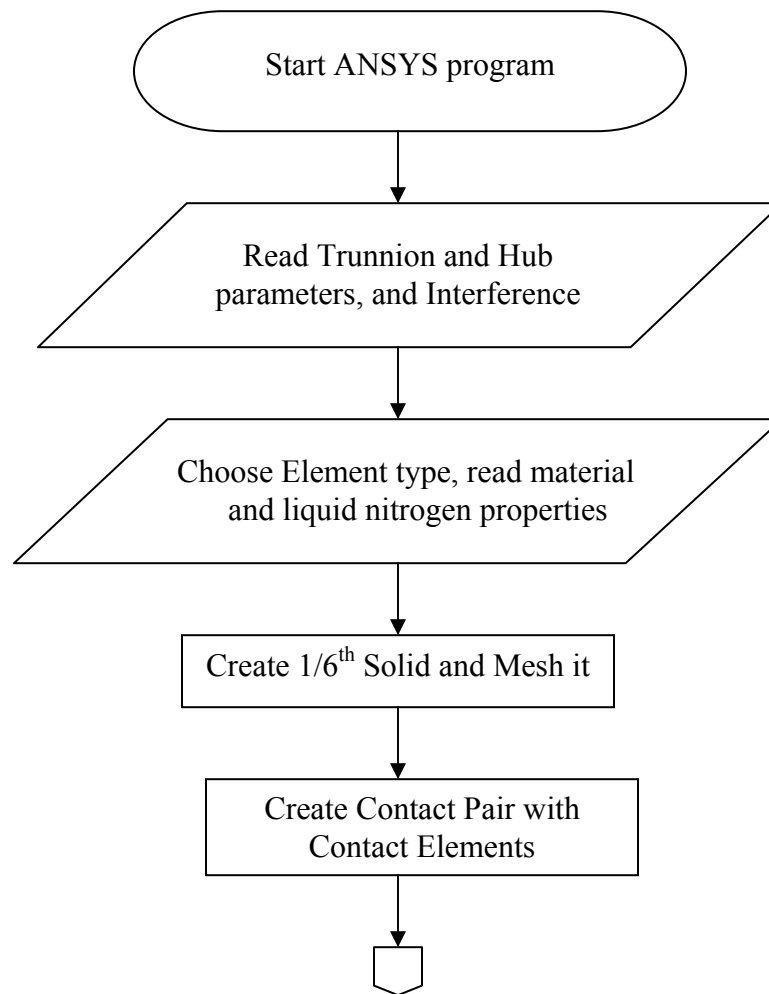 Start ANSYS program
Read Trunnion and Hub
parameters, and Interference
Choose Element type, read material
and liquid nitrogen properties
Create 1/6th Solid and Mesh it
Create Contact Pair with
Contact Elements